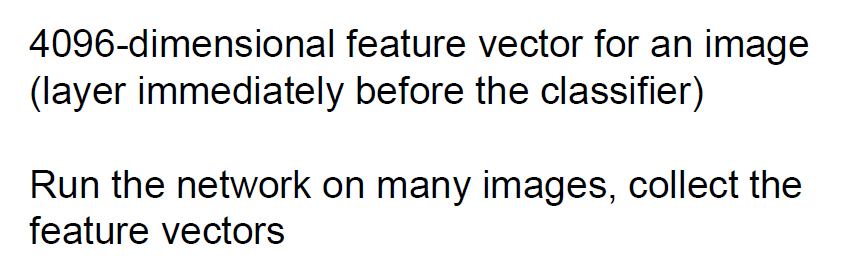 4096-dimensional feature vector for an image
(layer immediately before the classifier)
Run the network on many images, collect the
feature vectors